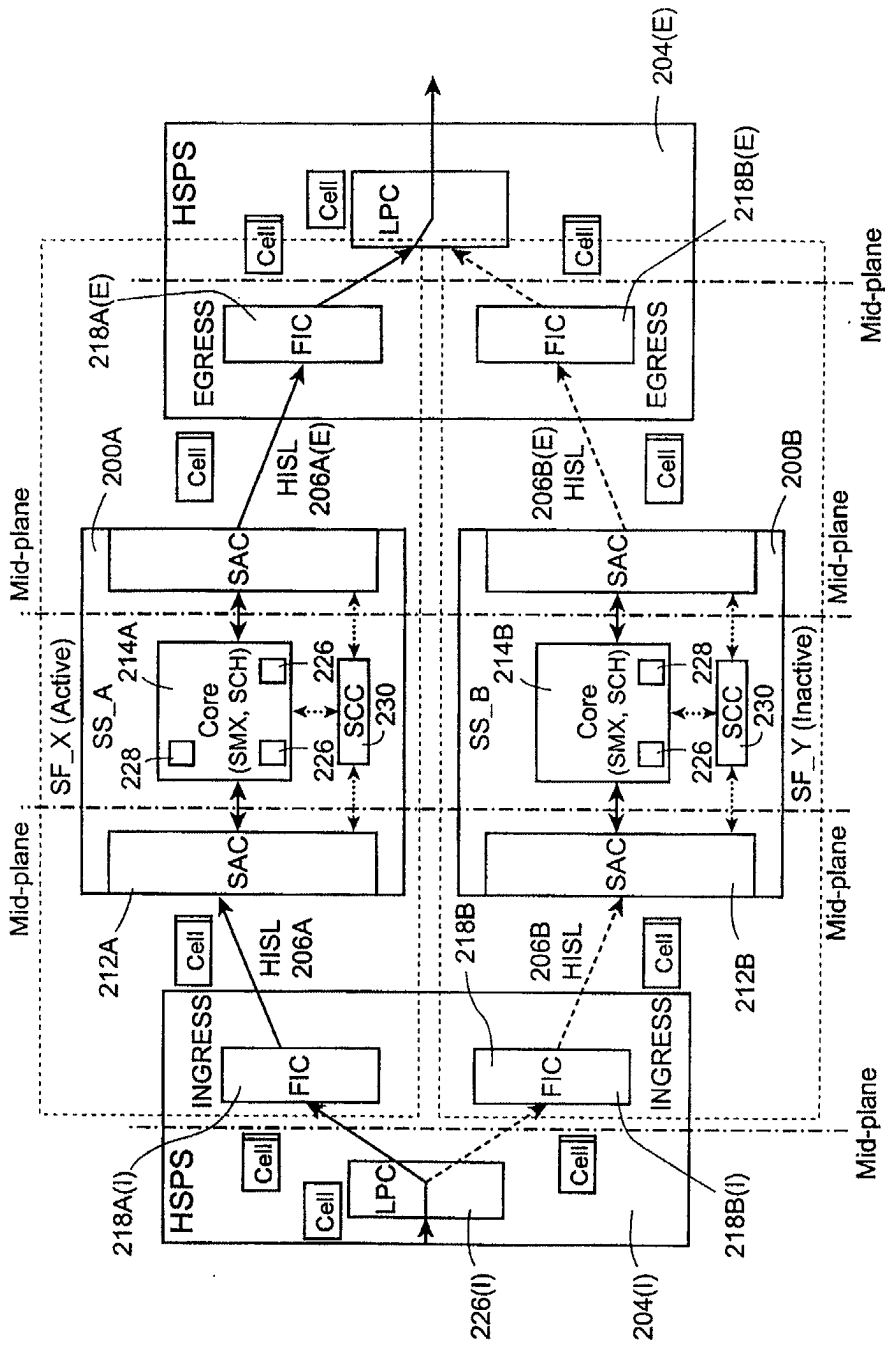 Mid-plane
SF_X (Active)
Mid-plane
212A
SS_A
214A
200A
228
Core
(SMX, SCH)
226
226
SCC
230
SAC
SAC
218A(I)
HSPS
INGRESS
FIC
Cell
Cell
Cell
LPC
226(I)
Cell
FIC
INGRESS
218B(I)
204(I)
Mid-plane
Cell
HISL
206A
218B
206B
HISL
Cell
Cell
HISL
206A(E)
206B(E)
HISL
Cell
218A(E)
HSPS
EGRESS
FIC
Cell
Cell
LPC
Cell
FIC
EGRESS
218B(E)
204(E)
Mid-plane
SS_B
214B
Core
(SMX, SCH)
226
228
SCC
230
SAC
SAC
SF_Y (Inactive)
212B
200B
Mid-plane
Mid-plane